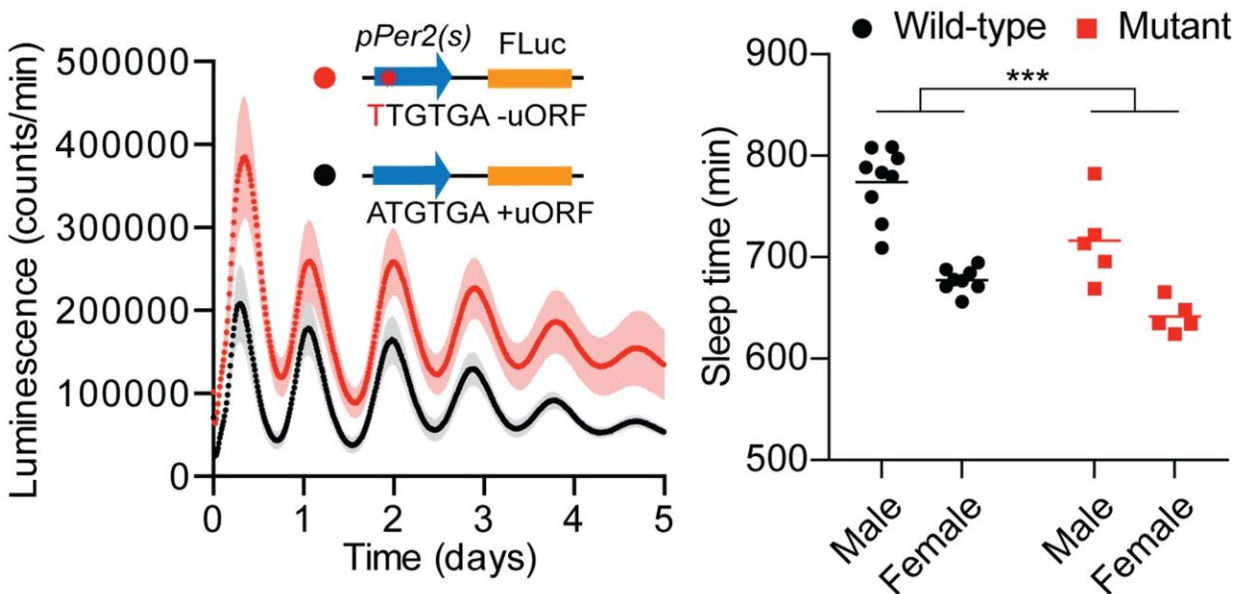 pPer2(s) FLuc
TTGTGA -uORF
ATGTGA +uORF
Luminescence (counts/min)
500000
400000
300000
200000
100000
0
0 1 2 3 4 5
Time (days)
Wild-type Mutant
***
Sleep time (min)
900
800
700
600
500
Male Female Male Female